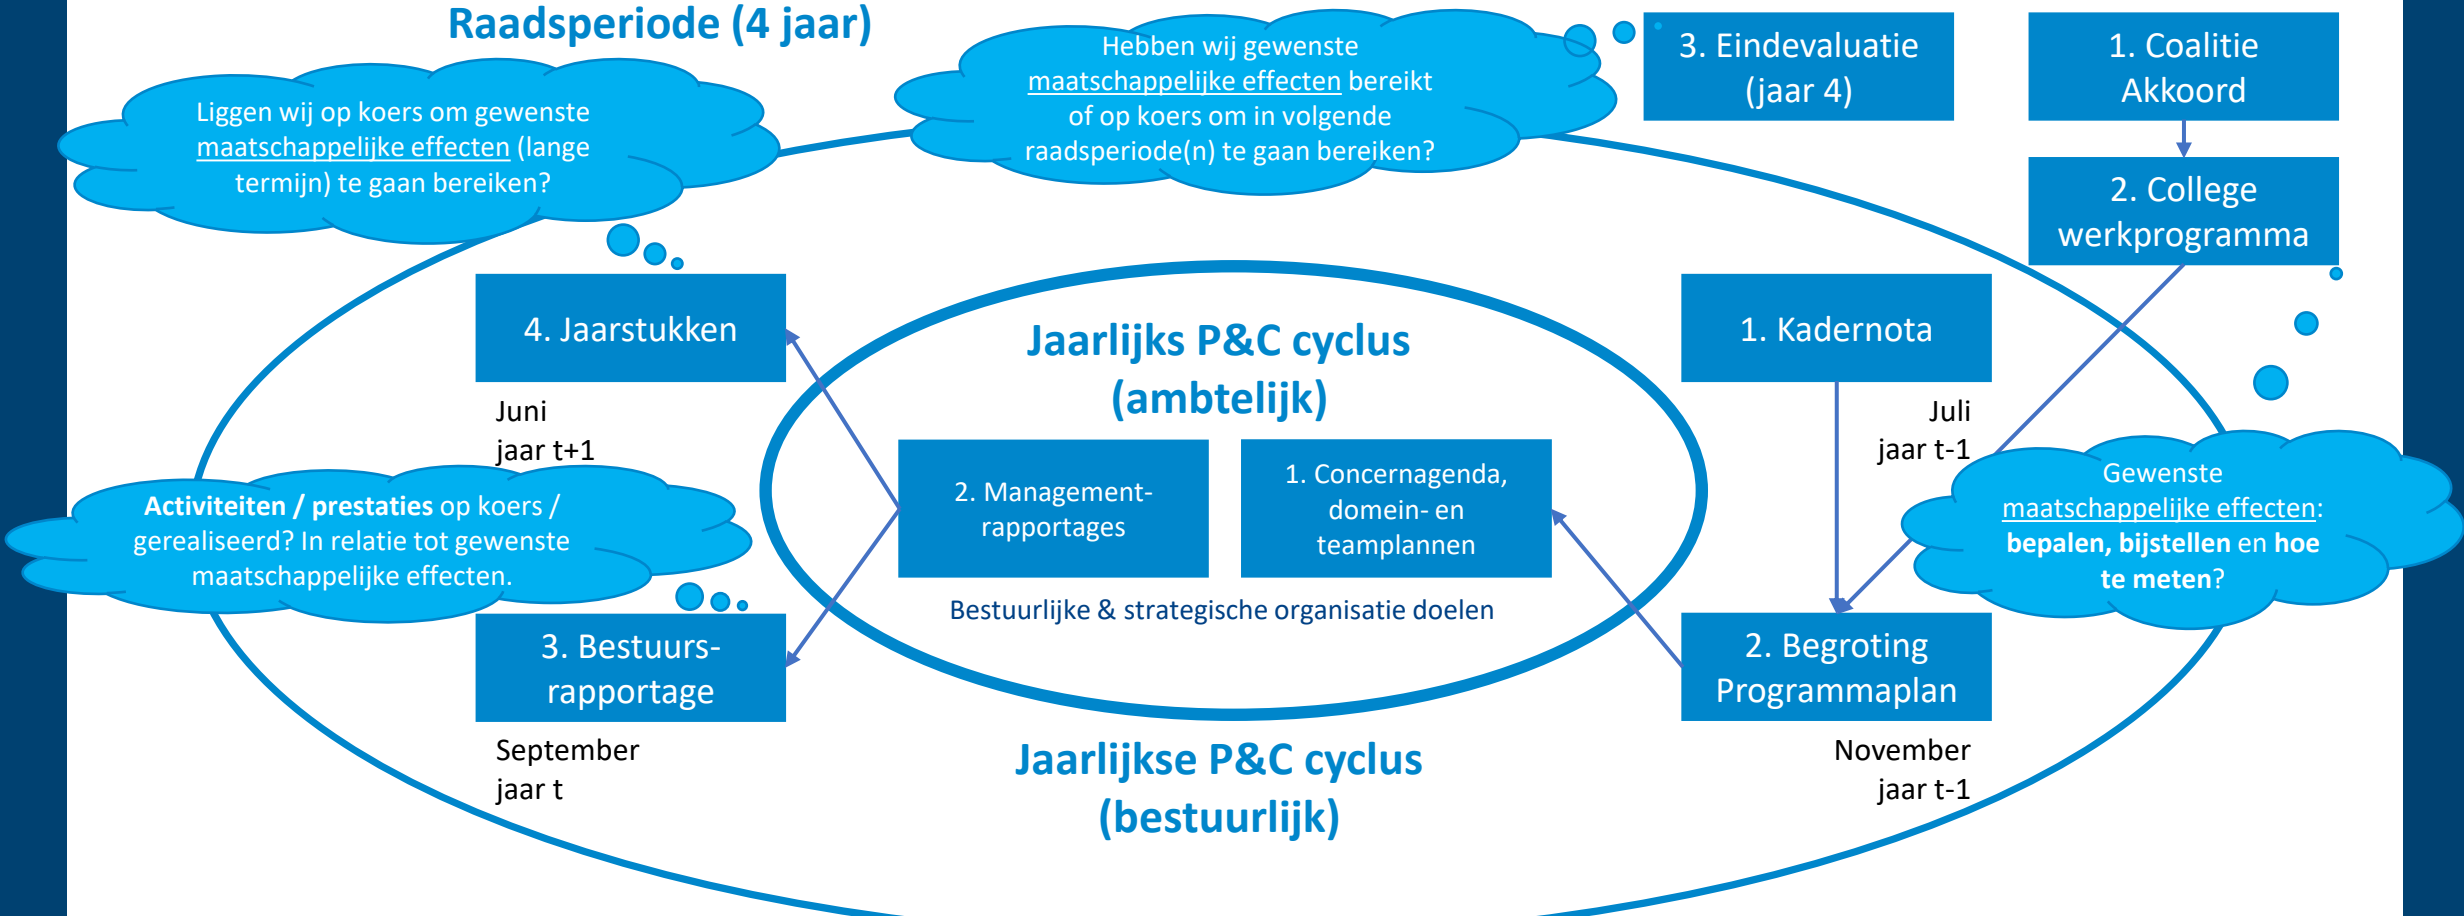 Raadsperiode (4 jaar)
Liggen wij op koers om gewenste
maatschappelijke effecten (lange
termijn) te gaan bereiken?
Hebben wij gewenste
maatschappelijke effecten bereikt
of op koers om in volgende
raadsperiode(n) te gaan bereiken?
3. Eindevaluatie
(jaar 4)
1. Coalitie
Akkoord
2. College
werkprogramma
4. Jaarstukken
Juni
jaar t+1
Jaarlijks P&C cyclus
(ambtelijk)
1. Kadernota
Juli
jaar t-1
Activiteiten / prestaties op koers /
gerealiseerd? In relatie tot gewenste
maatschappelijke effecten.
2. Management-
rapportages
1. Concernagenda,
domein- en
teamplannen
Bestuurlijke & strategische organisatie doelen
Gewenste
maatschappelijke effecten:
bepalen, bijstellen en hoe
te meten?
3. Bestuurs-
rapportage
September
jaar t
2. Begroting
Programmaplan
November
jaar t-1
Jaarlijkse P&C cyclus
(bestuurlijk)